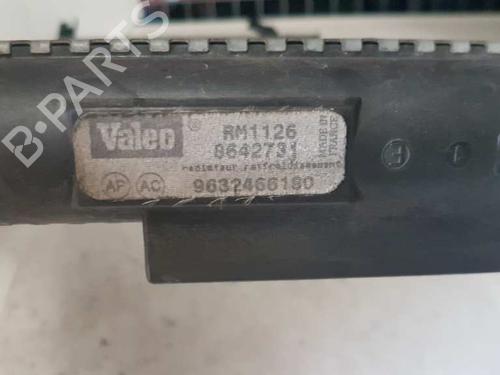 B-PARTS
Valeo®
RM1126
8642731
radiateur refroidissement
AP AC
9632466180
MADE IN
FRANCE